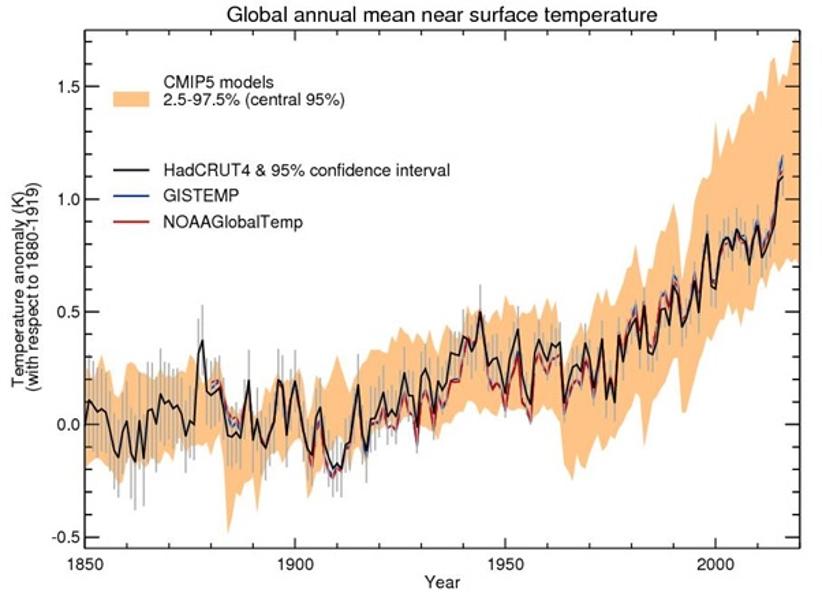 Global annual mean near surface temperature
CMIP5 models
2.5-97.5% (central 95%)
HadCRUT4 & 95% confidence interval
GISTEMP
NOAAGlobalTemp
Temperature anomaly (K)
(with respect to 1880-1919)
1.5
1.0
0.5
0.0
-0.5
1850
1900
1950
2000
Year